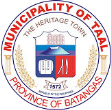 MUNICIPALITY OF TAAL
THE HERITAGE TOWN
1572
PROVINCE OF BATANGAS